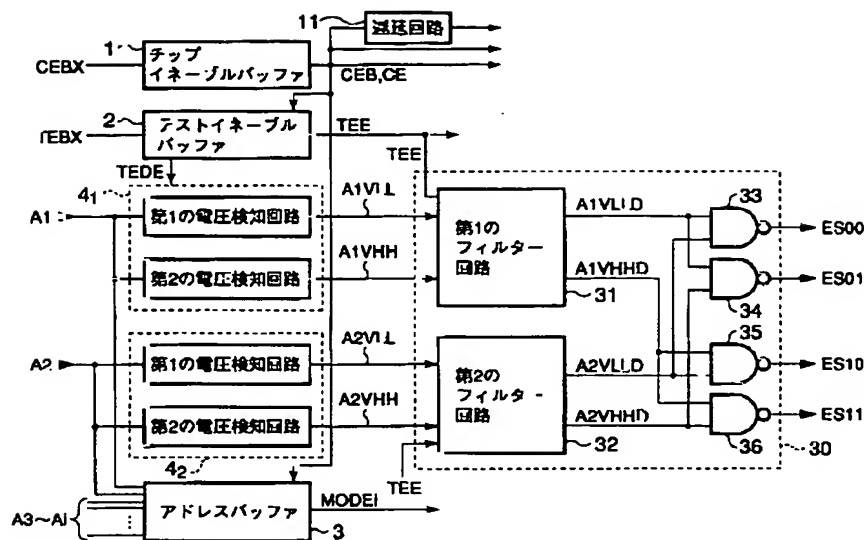 11
減速回路
1
チップ
イネーブルバッファ
CEBX
CEB,CE
2
テストイネーブル
バッファ
TEBX
TEE
TEE
TEDE
4₁
A1
第1の電圧検知回路
A1VLL
第2の電圧検知回路
A1VHH
第1の
フィルター
回路
31
A1VLLD
A1VHHD
33
ES00
34
ES01
A2
第1の電圧検知回路
A2VLL
第2の電圧検知回路
A2VHH
4₂
第2の
フィルター
回路
32
A2VLLD
A2VHHD
35
ES10
36
ES11
30
TEE
アドレスバッファ
MODEI
3
A3~Ai